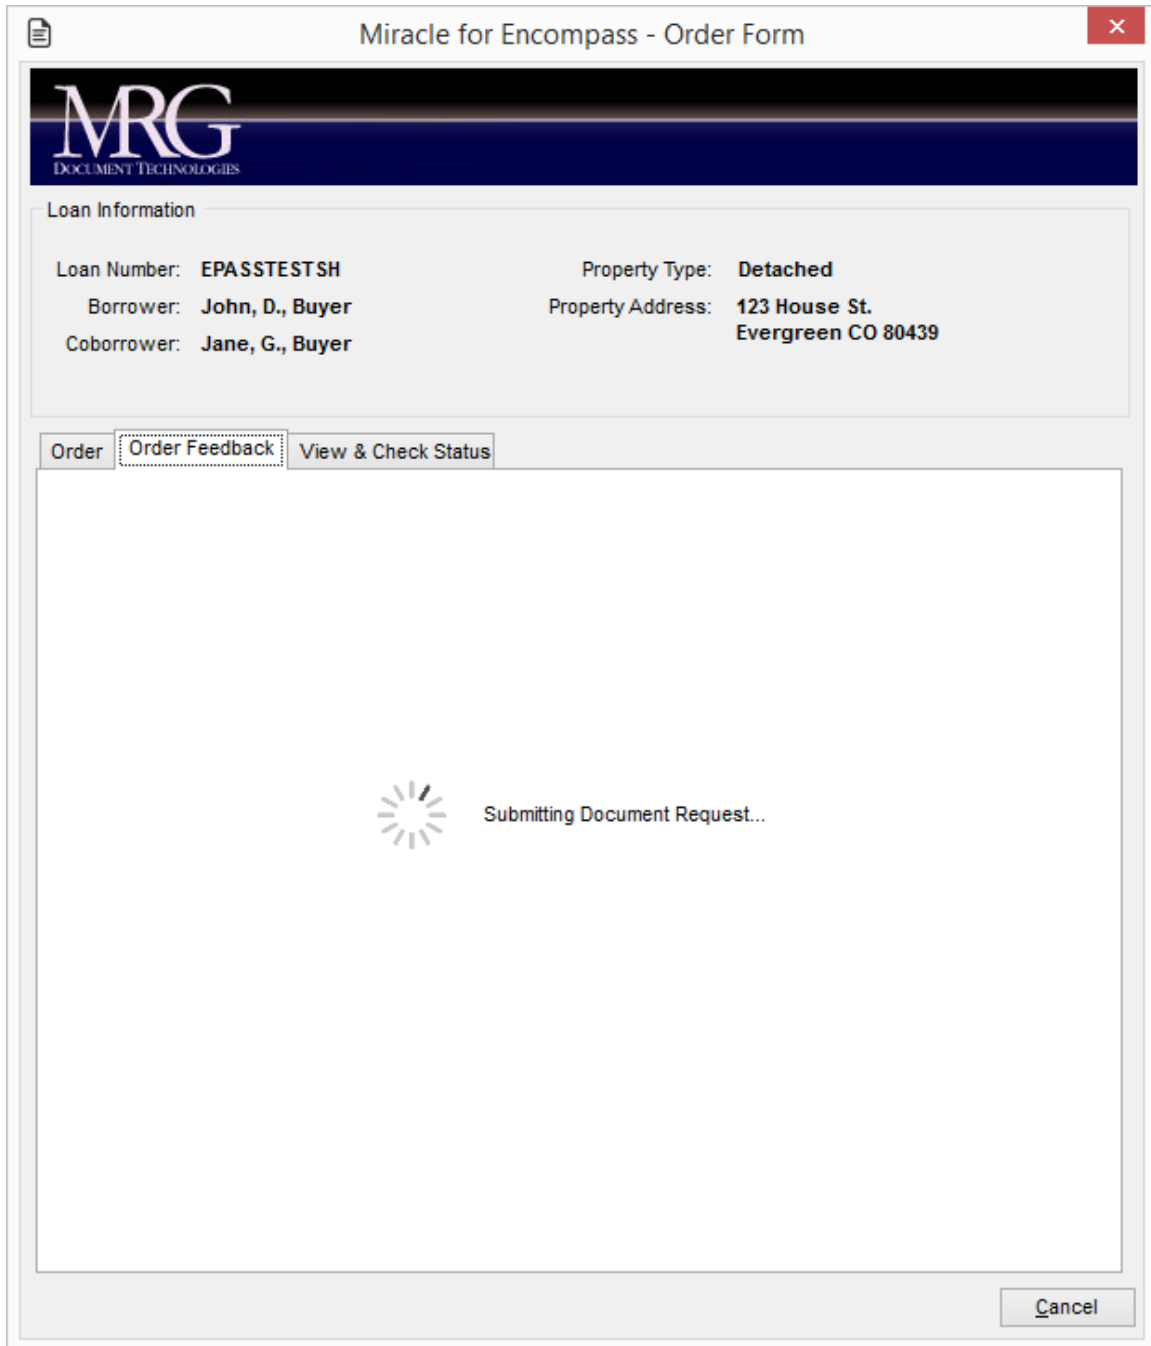 Miracle for Encompass - Order Form
MRG
DOCUMENT TECHNOLOGIES
Loan Information
Loan Number: EPASSTESTSH
Property Type: Detached
Borrower: John, D., Buyer
Property Address: 123 House St.
Evergreen CO 80439
Coborrower: Jane, G., Buyer
Order
Order Feedback
View & Check Status
Submitting Document Request...
Cancel